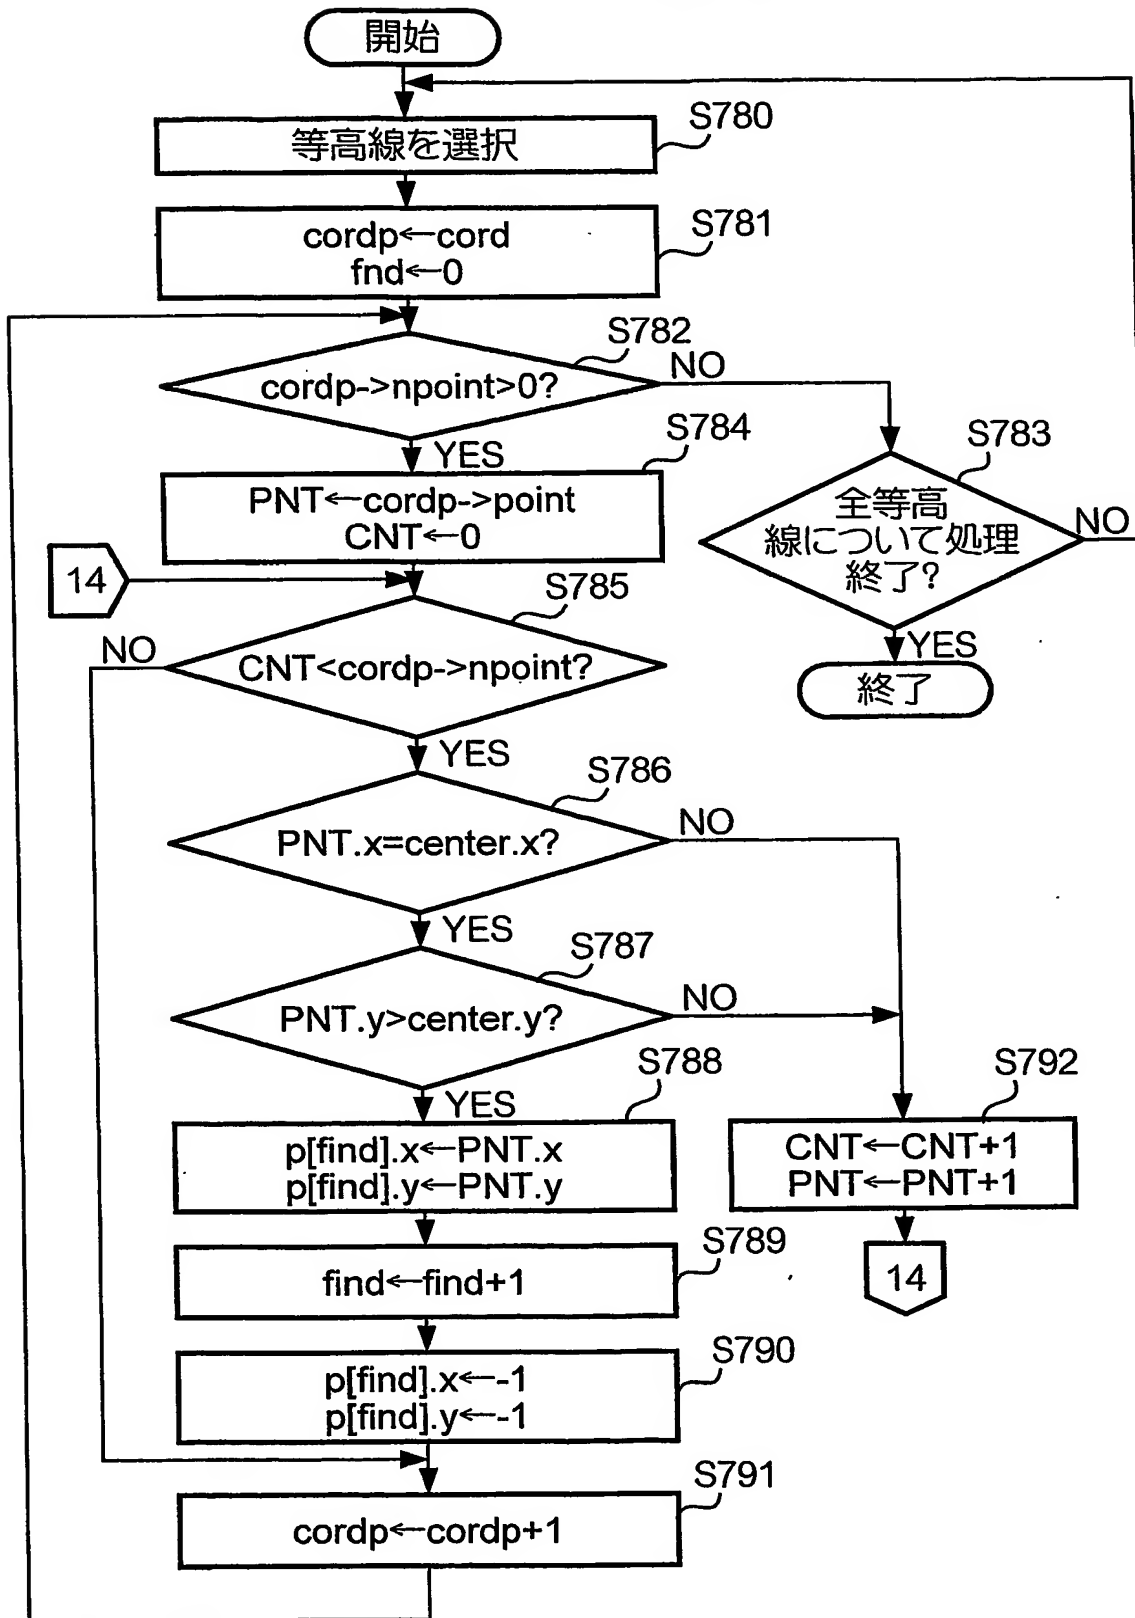 開始
S780
等高線を選択
S781
cordp←cord
fnd←0
S782
cordp->npoint>0?
NO
YES
S783
全等高
線について処理
終了?
NO
YES
終了
S784
PNT←cordp->point
CNT←0
14
S785
CNT<cordp->npoint?
NO
YES
S786
PNT.x=center.x?
NO
YES
S787
PNT.y>center.y?
NO
YES
S788
p[find].x←PNT.x
p[find].y←PNT.y
S792
CNT←CNT+1
PNT←PNT+1
14
S789
find←find+1
S790
p[find].x←-1
p[find].y←-1
S791
cordp←cordp+1